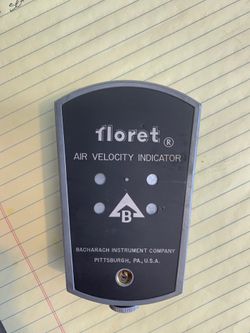 floret®
AIR VELOCITY INDICATOR
B
BACHARACH INSTRUMENT COMPANY
PITTSBURGH, PA., U.S.A.